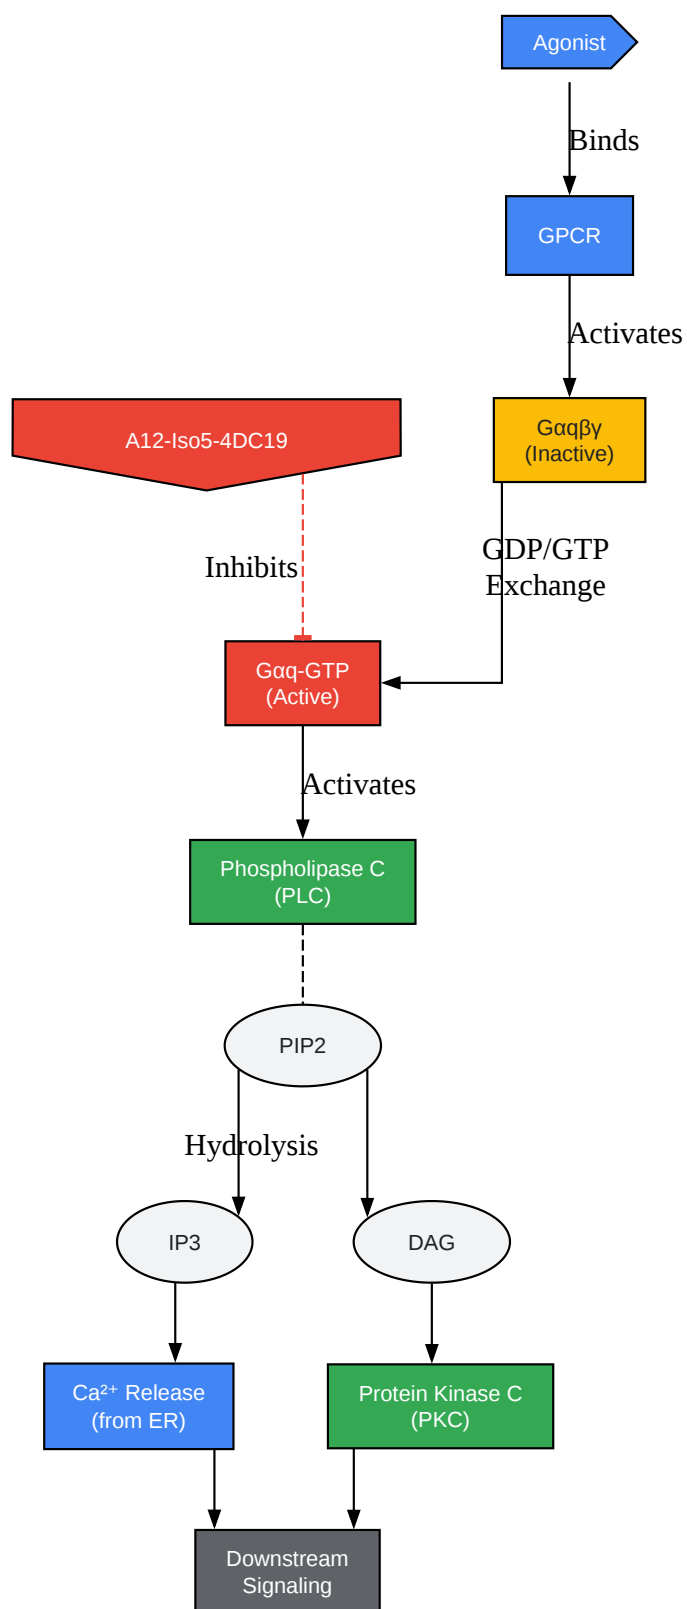 Agonist
Binds
GPCR
Activates
Gαqβγ
(Inactive)
A12-Iso5-4DC19
GDP/GTP
Exchange
Inhibits
Gαq-GTP
(Active)
Activates
Phospholipase C
(PLC)
PIP2
Hydrolysis
IP3
DAG
Ca²⁺ Release
(from ER)
Protein Kinase C
(PKC)
Downstream
Signaling